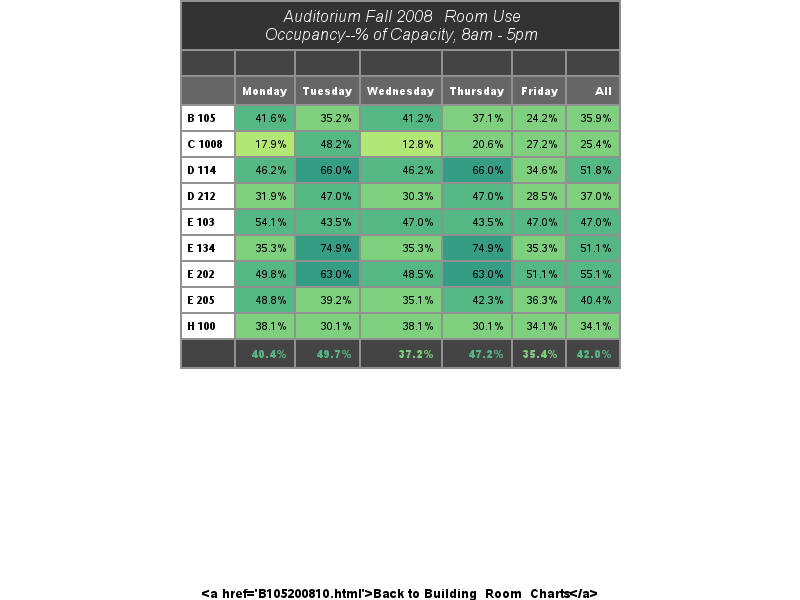 Auditorium Fall 2008  Room Use
Occupancy--% of Capacity, 8am - 5pm
Monday Tuesday Wednesday Thursday Friday All
B 105 41.6% 35.2% 41.2% 37.1% 24.2% 35.9%
C 1008 17.9% 48.2% 12.8% 20.6% 27.2% 25.4%
D 114 46.2% 66.0% 46.2% 66.0% 34.6% 51.8%
D 212 31.9% 47.0% 30.3% 47.0% 28.5% 37.0%
E 103 54.1% 43.5% 47.0% 43.5% 47.0% 47.0%
E 134 35.3% 74.9% 35.3% 74.9% 35.3% 51.1%
E 202 49.8% 63.0% 48.5% 63.0% 51.1% 55.1%
E 205 48.8% 39.2% 35.1% 42.3% 36.3% 40.4%
H 100 38.1% 30.1% 38.1% 30.1% 34.1% 34.1%
40.4% 49.7% 37.2% 47.2% 35.4% 42.0%
<a href='B105200810.html'>Back to Building  Room  Charts</a>